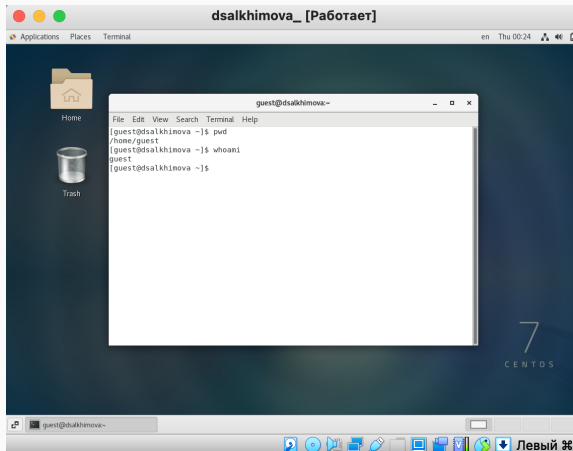 dsalkhimova_ [Работает]
Applications Places Terminal en Thu 00:24
Home
Trash
guest@dsalkhimova:~
File Edit View Search Terminal Help
[guest@dsalkhimova ~]$ pwd
/home/guest
[guest@dsalkhimova ~]$ whoami
guest
[guest@dsalkhimova ~]$
7
CENTOS
guest@dsalkhimova:~
Левый ⌘